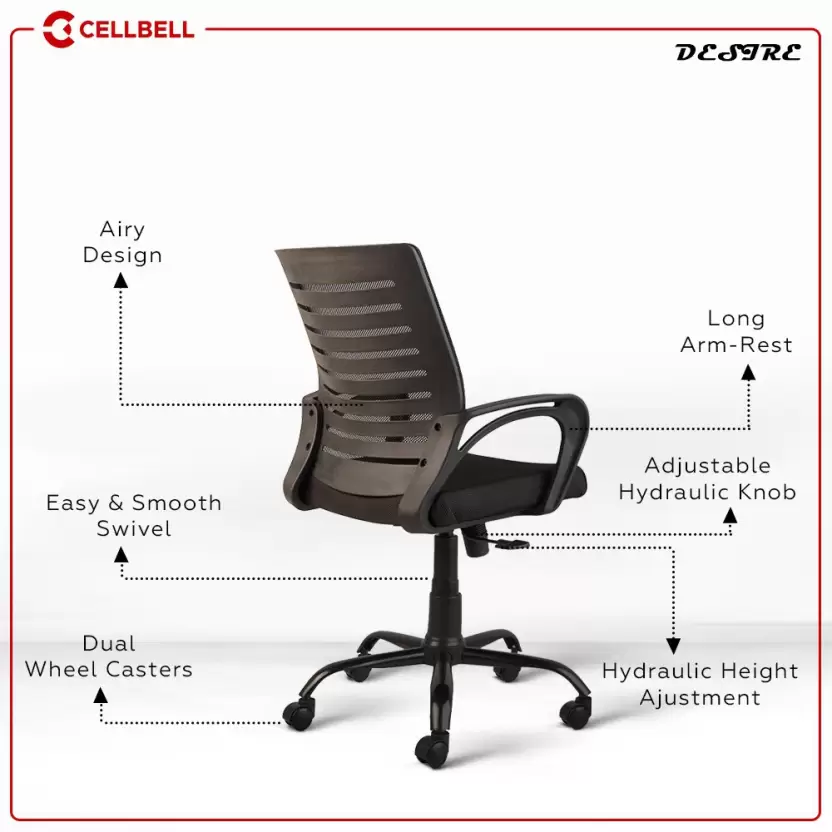 CELLBELL
DESIRE
Airy
Design
Long
Arm-Rest
Adjustable
Hydraulic Knob
Easy & Smooth
Swivel
Dual
Wheel Casters
Hydraulic Height
Ajustment